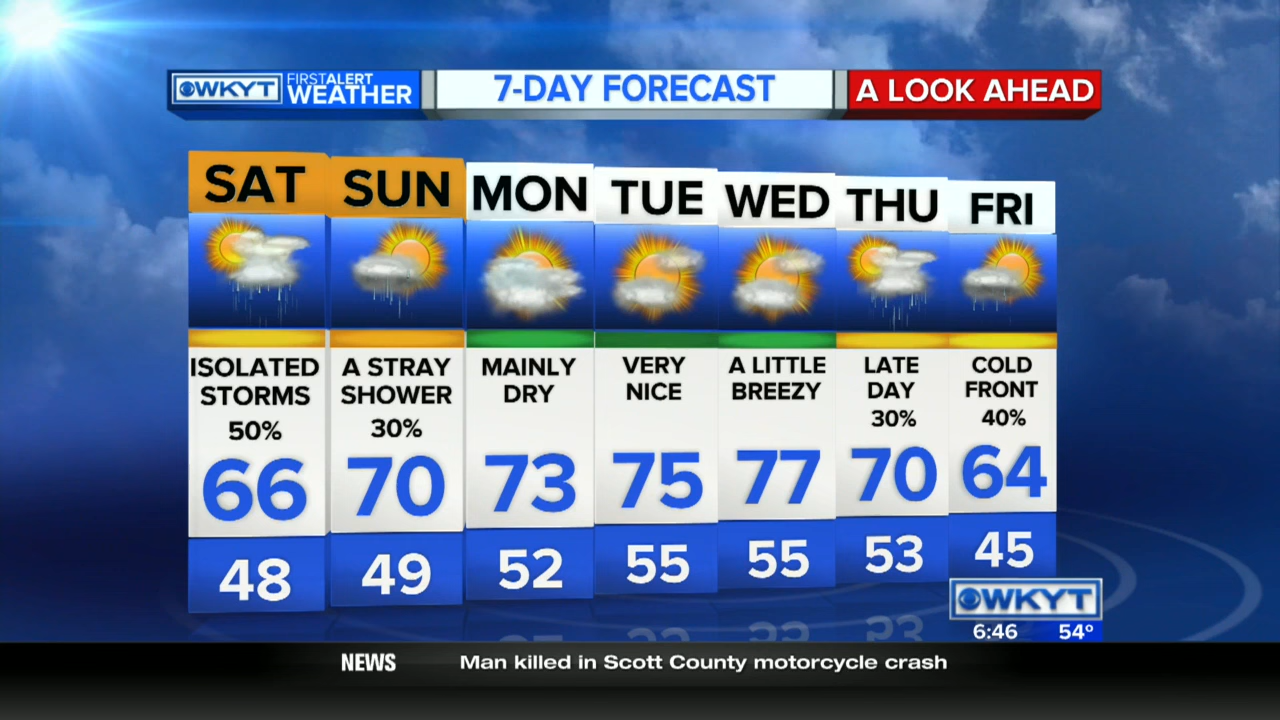 WKYT FIRST ALERT WEATHER
7-DAY FORECAST
A LOOK AHEAD
SAT SUN MON TUE WED THU FRI
ISOLATED STORMS 50% 66 48
A STRAY SHOWER 30% 70 49
MAINLY DRY 73 52
VERY NICE 75 55
A LITTLE BREEZY 77 55
LATE DAY 30% 70 53
COLD FRONT 40% 64 45
WKYT
6:46 54°
NEWS Man killed in Scott County motorcycle crash